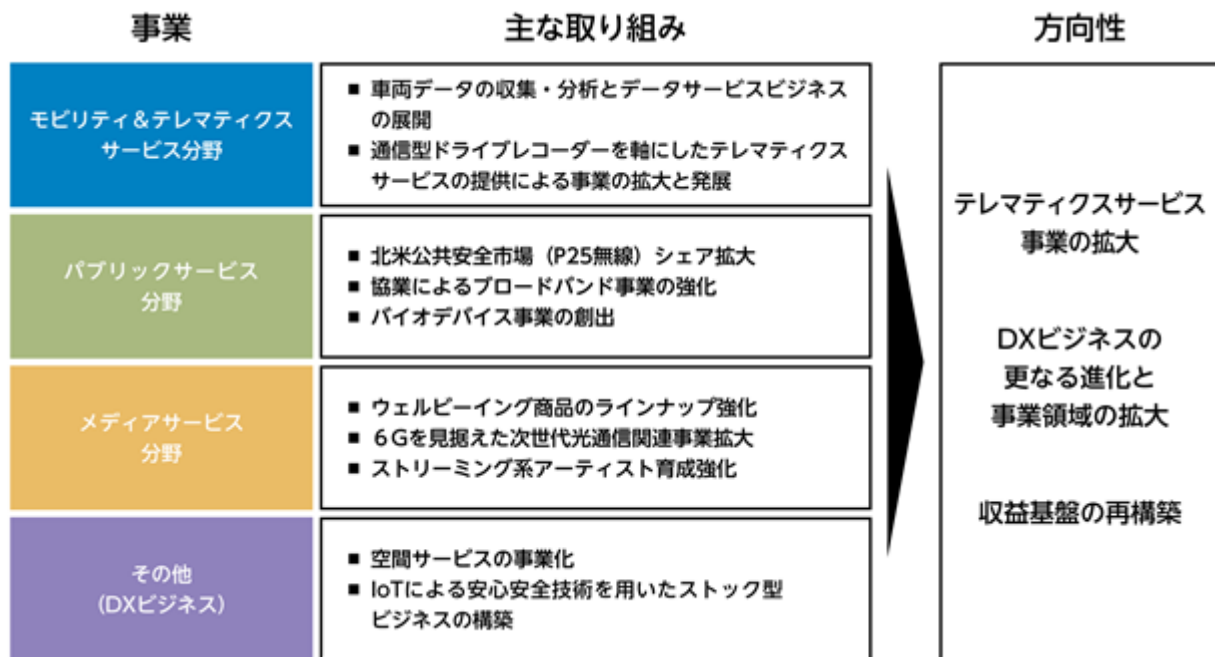 事業
主な取り組み
方向性
モビリティ&テレマティクス
サービス分野
■ 車両データの収集・分析とデータサービスビジネス
の展開
■ 通信型ドライブレコーダーを軸にしたテレマティクス
サービスの提供による事業の拡大と発展
パブリックサービス
分野
■ 北米公共安全市場（P25無線）シェア拡大
■ 協業によるブロードバンド事業の強化
■ バイオデバイス事業の創出
メディアサービス
分野
■ ウェルビーイング商品のラインナップ強化
■ 6Gを見据えた次世代光通信関連事業拡大
■ ストリーミング系アーティスト育成強化
その他
(DXビジネス)
■ 空間サービスの事業化
■ IoTによる安心安全技術を用いたストック型
ビジネスの構築
テレマティクスサービス
事業の拡大
DXビジネスの
更なる進化と
事業領域の拡大
収益基盤の再構築